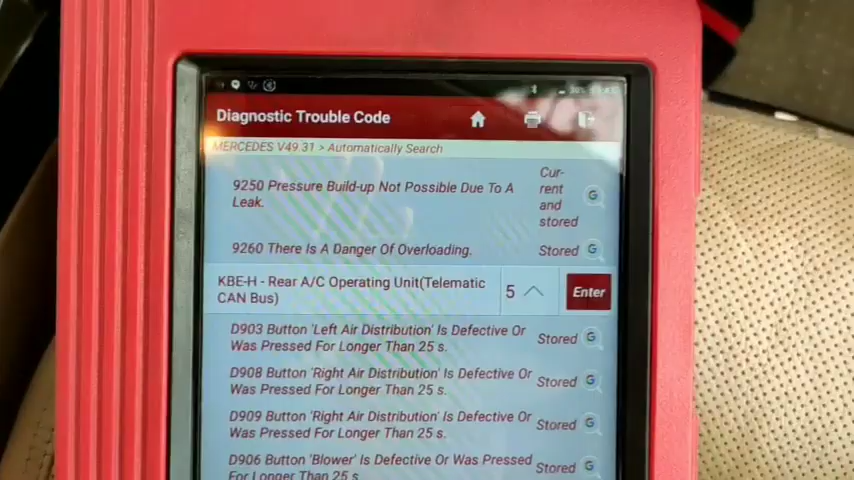 Diagnostic Trouble Code
MERCEDES V49.31 > Automatically Search
9250 Pressure Build-up Not Possible Due To A
Leak.
Cur-
rent
and
stored
G
9260 There Is A Danger Of Overloading.
Stored
G
KBE-H - Rear A/C Operating Unit(Telematic
CAN Bus)
5
Enter
D903 Button 'Left Air Distribution' Is Defective Or
Was Pressed For Longer Than 25 s.
Stored
G
D908 Button 'Right Air Distribution' Is Defective Or
Was Pressed For Longer Than 25 s.
Stored
G
D909 Button 'Right Air Distribution' Is Defective Or
Was Pressed For Longer Than 25 s.
Stored
G
D906 Button 'Blower' Is Defective Or Was Pressed
For Longer Than 25 s
Stored
G